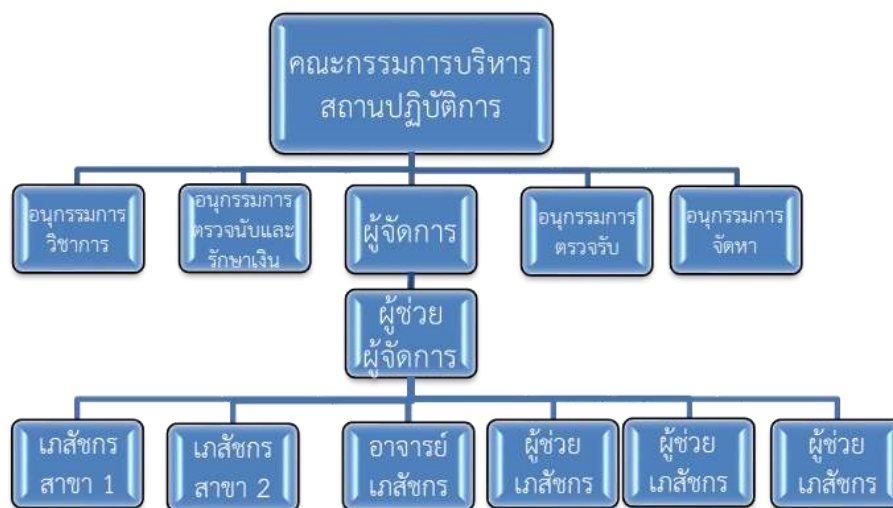 คณะกรรมการบริหาร
สถานปฏิบัติการ
อนุกรรมการ
วิชาการ
อนุกรรมการ
ตรวจนับและ
รักษาเงิน
ผู้จัดการ
อนุกรรมการ
ตรวจรับ
อนุกรรมการ
จัดหา
ผู้ช่วย
ผู้จัดการ
เภสัชกร
สาขา 1
เภสัชกร
สาขา 2
อาจารย์
เภสัชกร
ผู้ช่วย
เภสัชกร
ผู้ช่วย
เภสัชกร
ผู้ช่วย
เภสัชกร